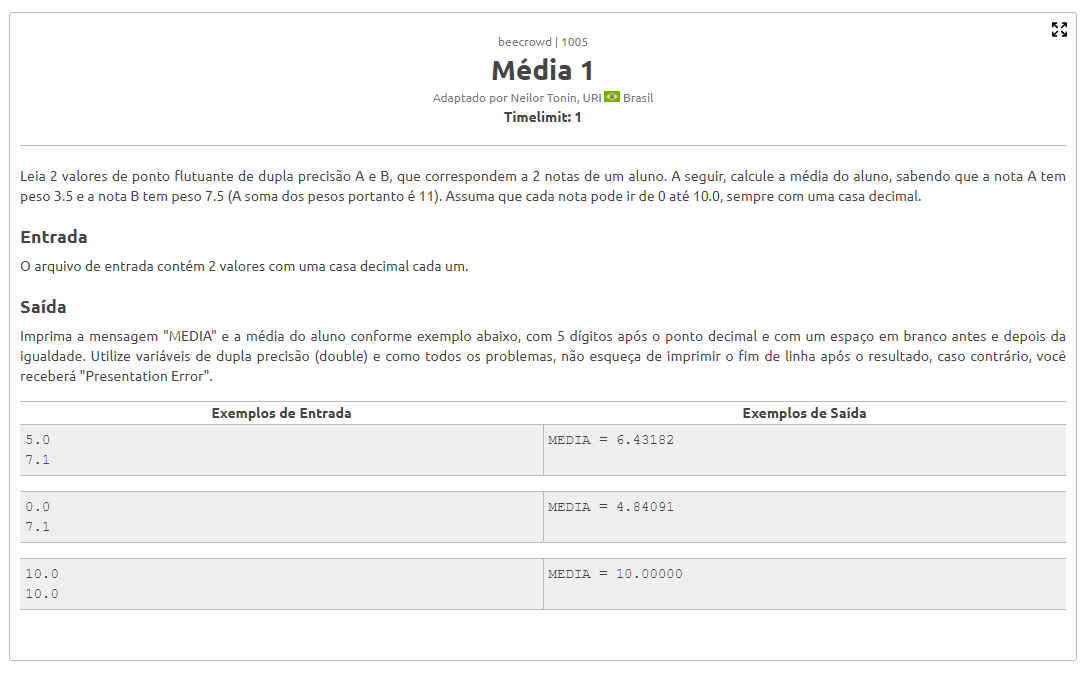 beecrowd | 1005
Média 1
Adaptado por Neilor Tonin, URI Brasil
Timelimit: 1
Leia 2 valores de ponto flutuante de dupla precisão A e B, que correspondem a 2 notas de um aluno. A seguir, calcule a média do aluno, sabendo que a nota A tem
peso 3.5 e a nota B tem peso 7.5 (A soma dos pesos portanto é 11). Assuma que cada nota pode ir de 0 até 10.0, sempre com uma casa decimal.
Entrada
O arquivo de entrada contém 2 valores com uma casa decimal cada um.
Saída
Imprima a mensagem "MEDIA" e a média do aluno conforme exemplo abaixo, com 5 dígitos após o ponto decimal e com um espaço em branco antes e depois da
igualdade. Utilize variáveis de dupla precisão (double) e como todos os problemas, não esqueça de imprimir o fim de linha após o resultado, caso contrário, você
receberá "Presentation Error".
Exemplos de Entrada Exemplos de Saída
5.0 MEDIA = 6.43182
7.1
0.0 MEDIA = 4.84091
7.1
10.0 MEDIA = 10.00000
10.0